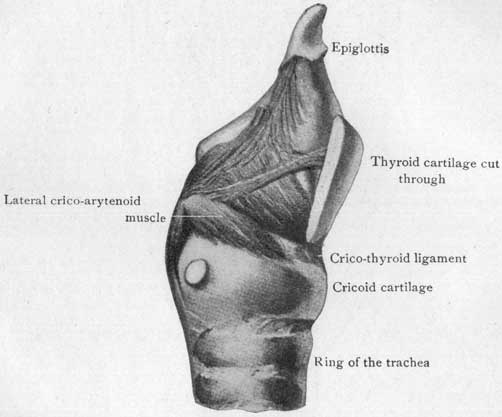 Epiglottis
Thyroid cartilage cut
through
Lateral crico-arytenoid
muscle
Crico-thyroid ligament
Cricoid cartilage
Ring of the trachea